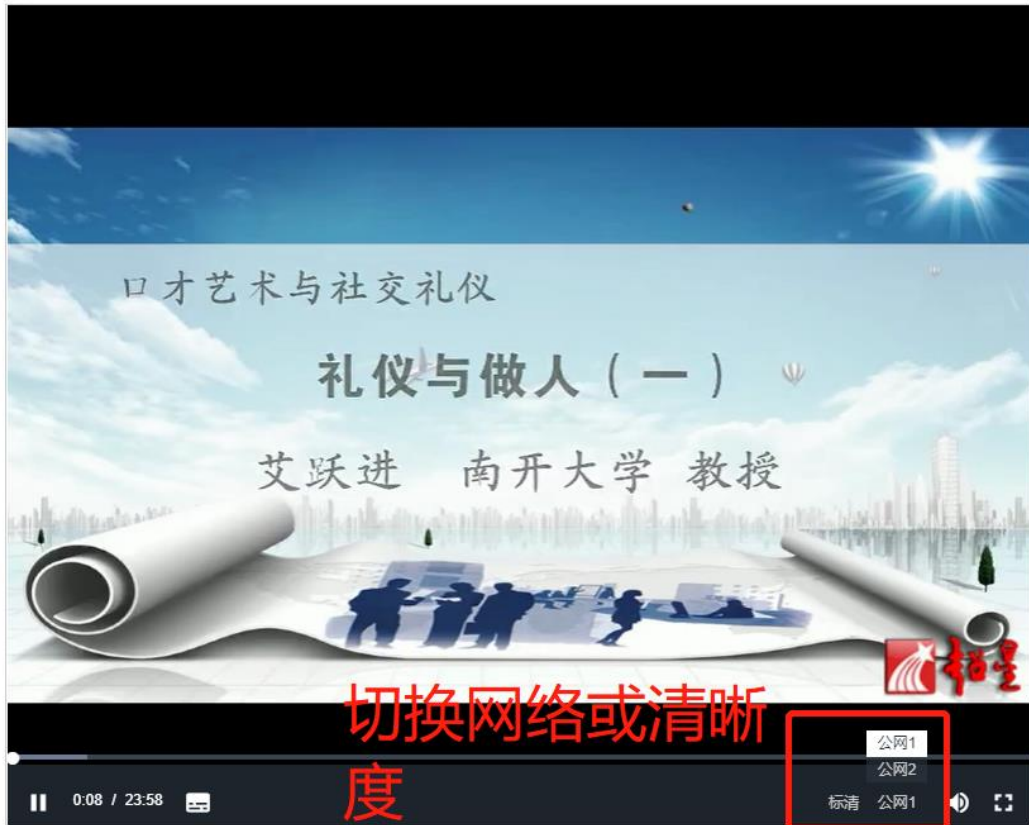 口才艺术与社交礼仪
礼仪与做人（一）
艾跃进 南开大学 教授
超星
切换网络或清晰
度
公网1
公网2
0:08 / 23:58
标清 公网1